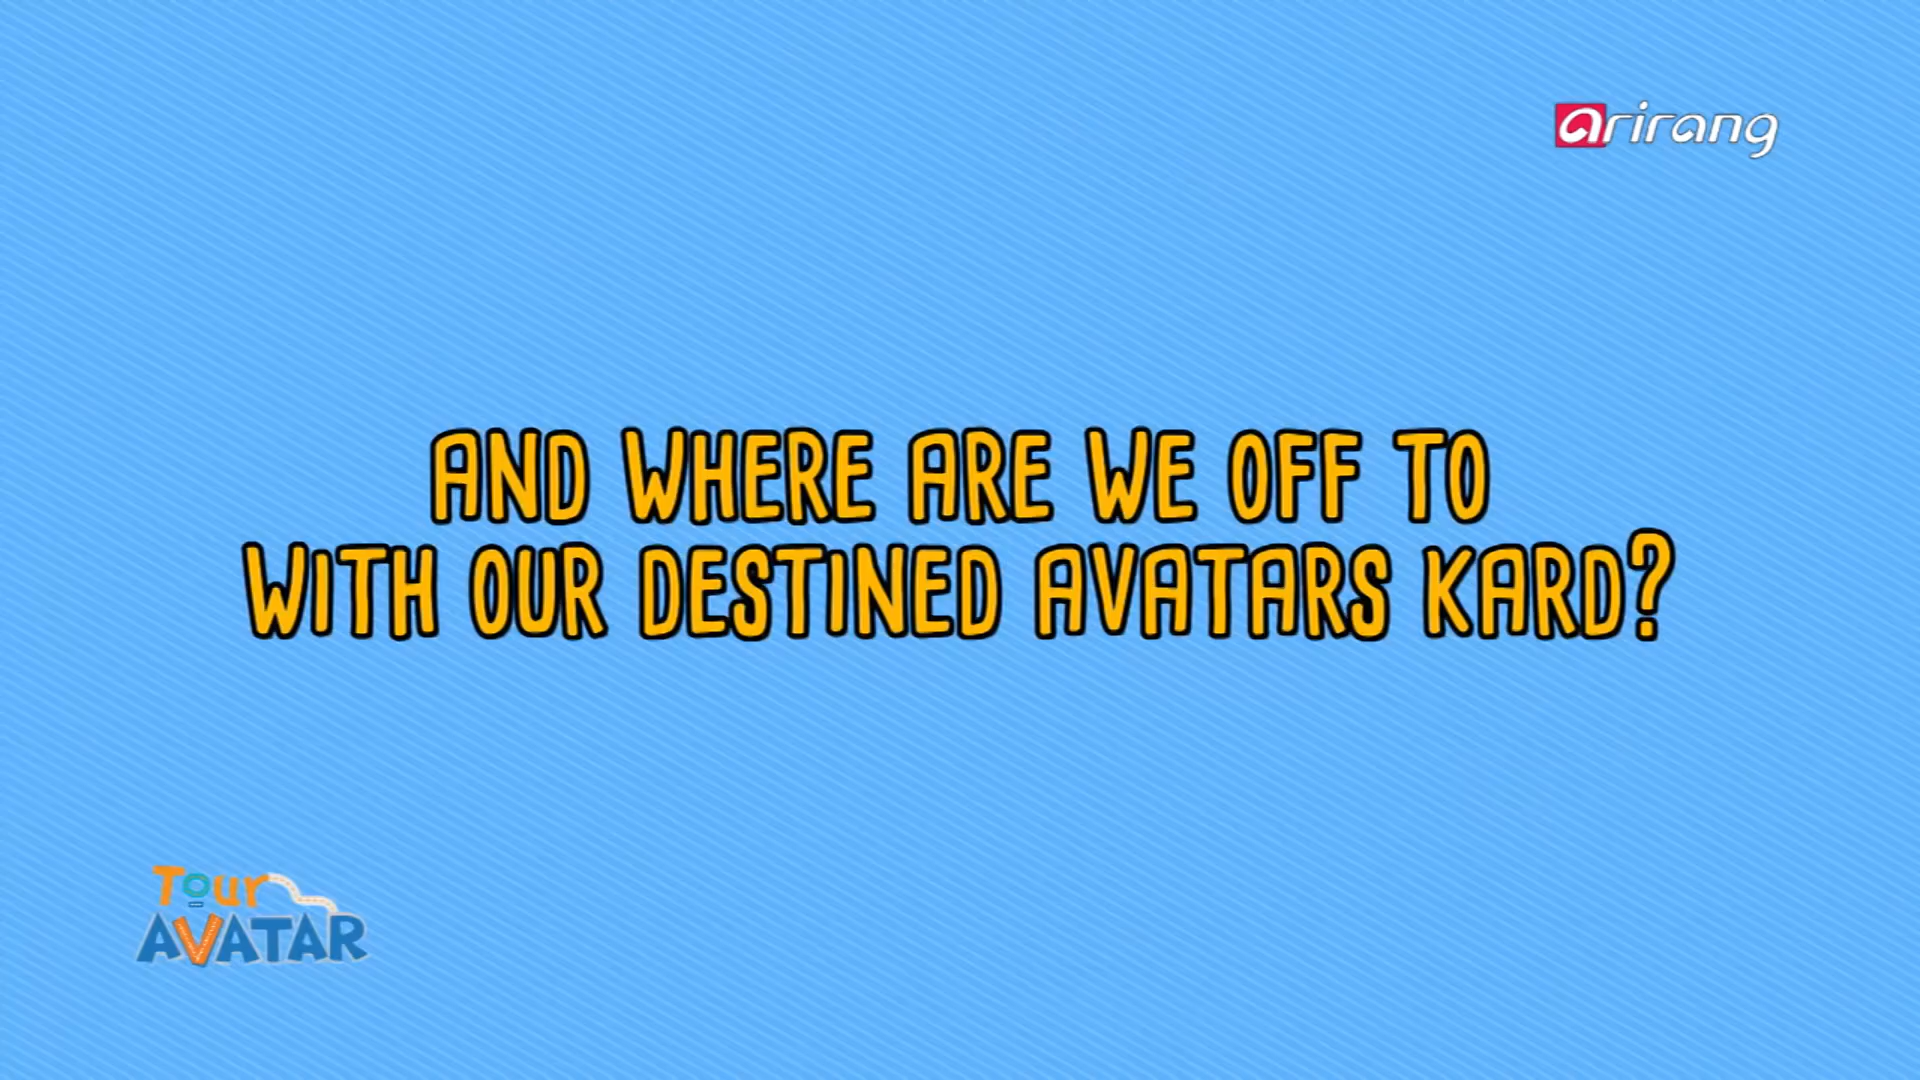 arirang
AND WHERE ARE WE OFF TO
WITH OUR DESTINED AVATARS KARD?
Tour
AVATAR